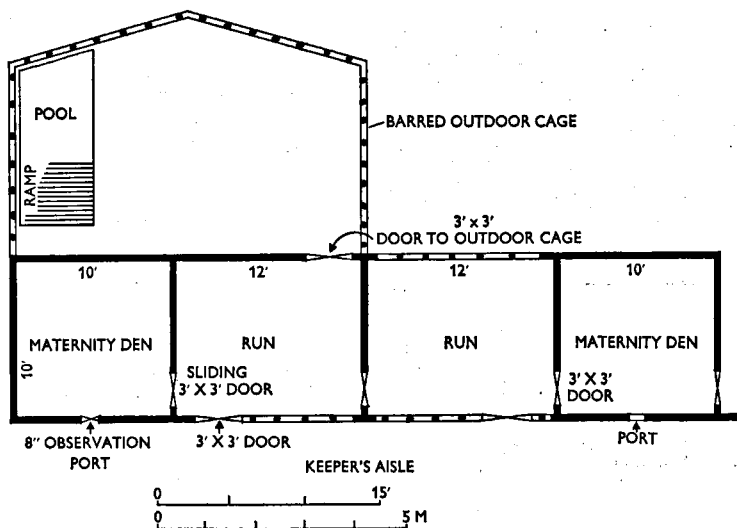 POOL
RAMP
BARRED OUTDOOR CAGE
3' x 3'
DOOR TO OUTDOOR CAGE
10'
12'
12'
10'
MATERNITY DEN
RUN
RUN
MATERNITY DEN
10'
SLIDING
3' X 3' DOOR
3' X 3'
DOOR
8" OBSERVATION
PORT
3' X 3' DOOR
PORT
KEEPER'S AISLE
0
15'
0
5 M